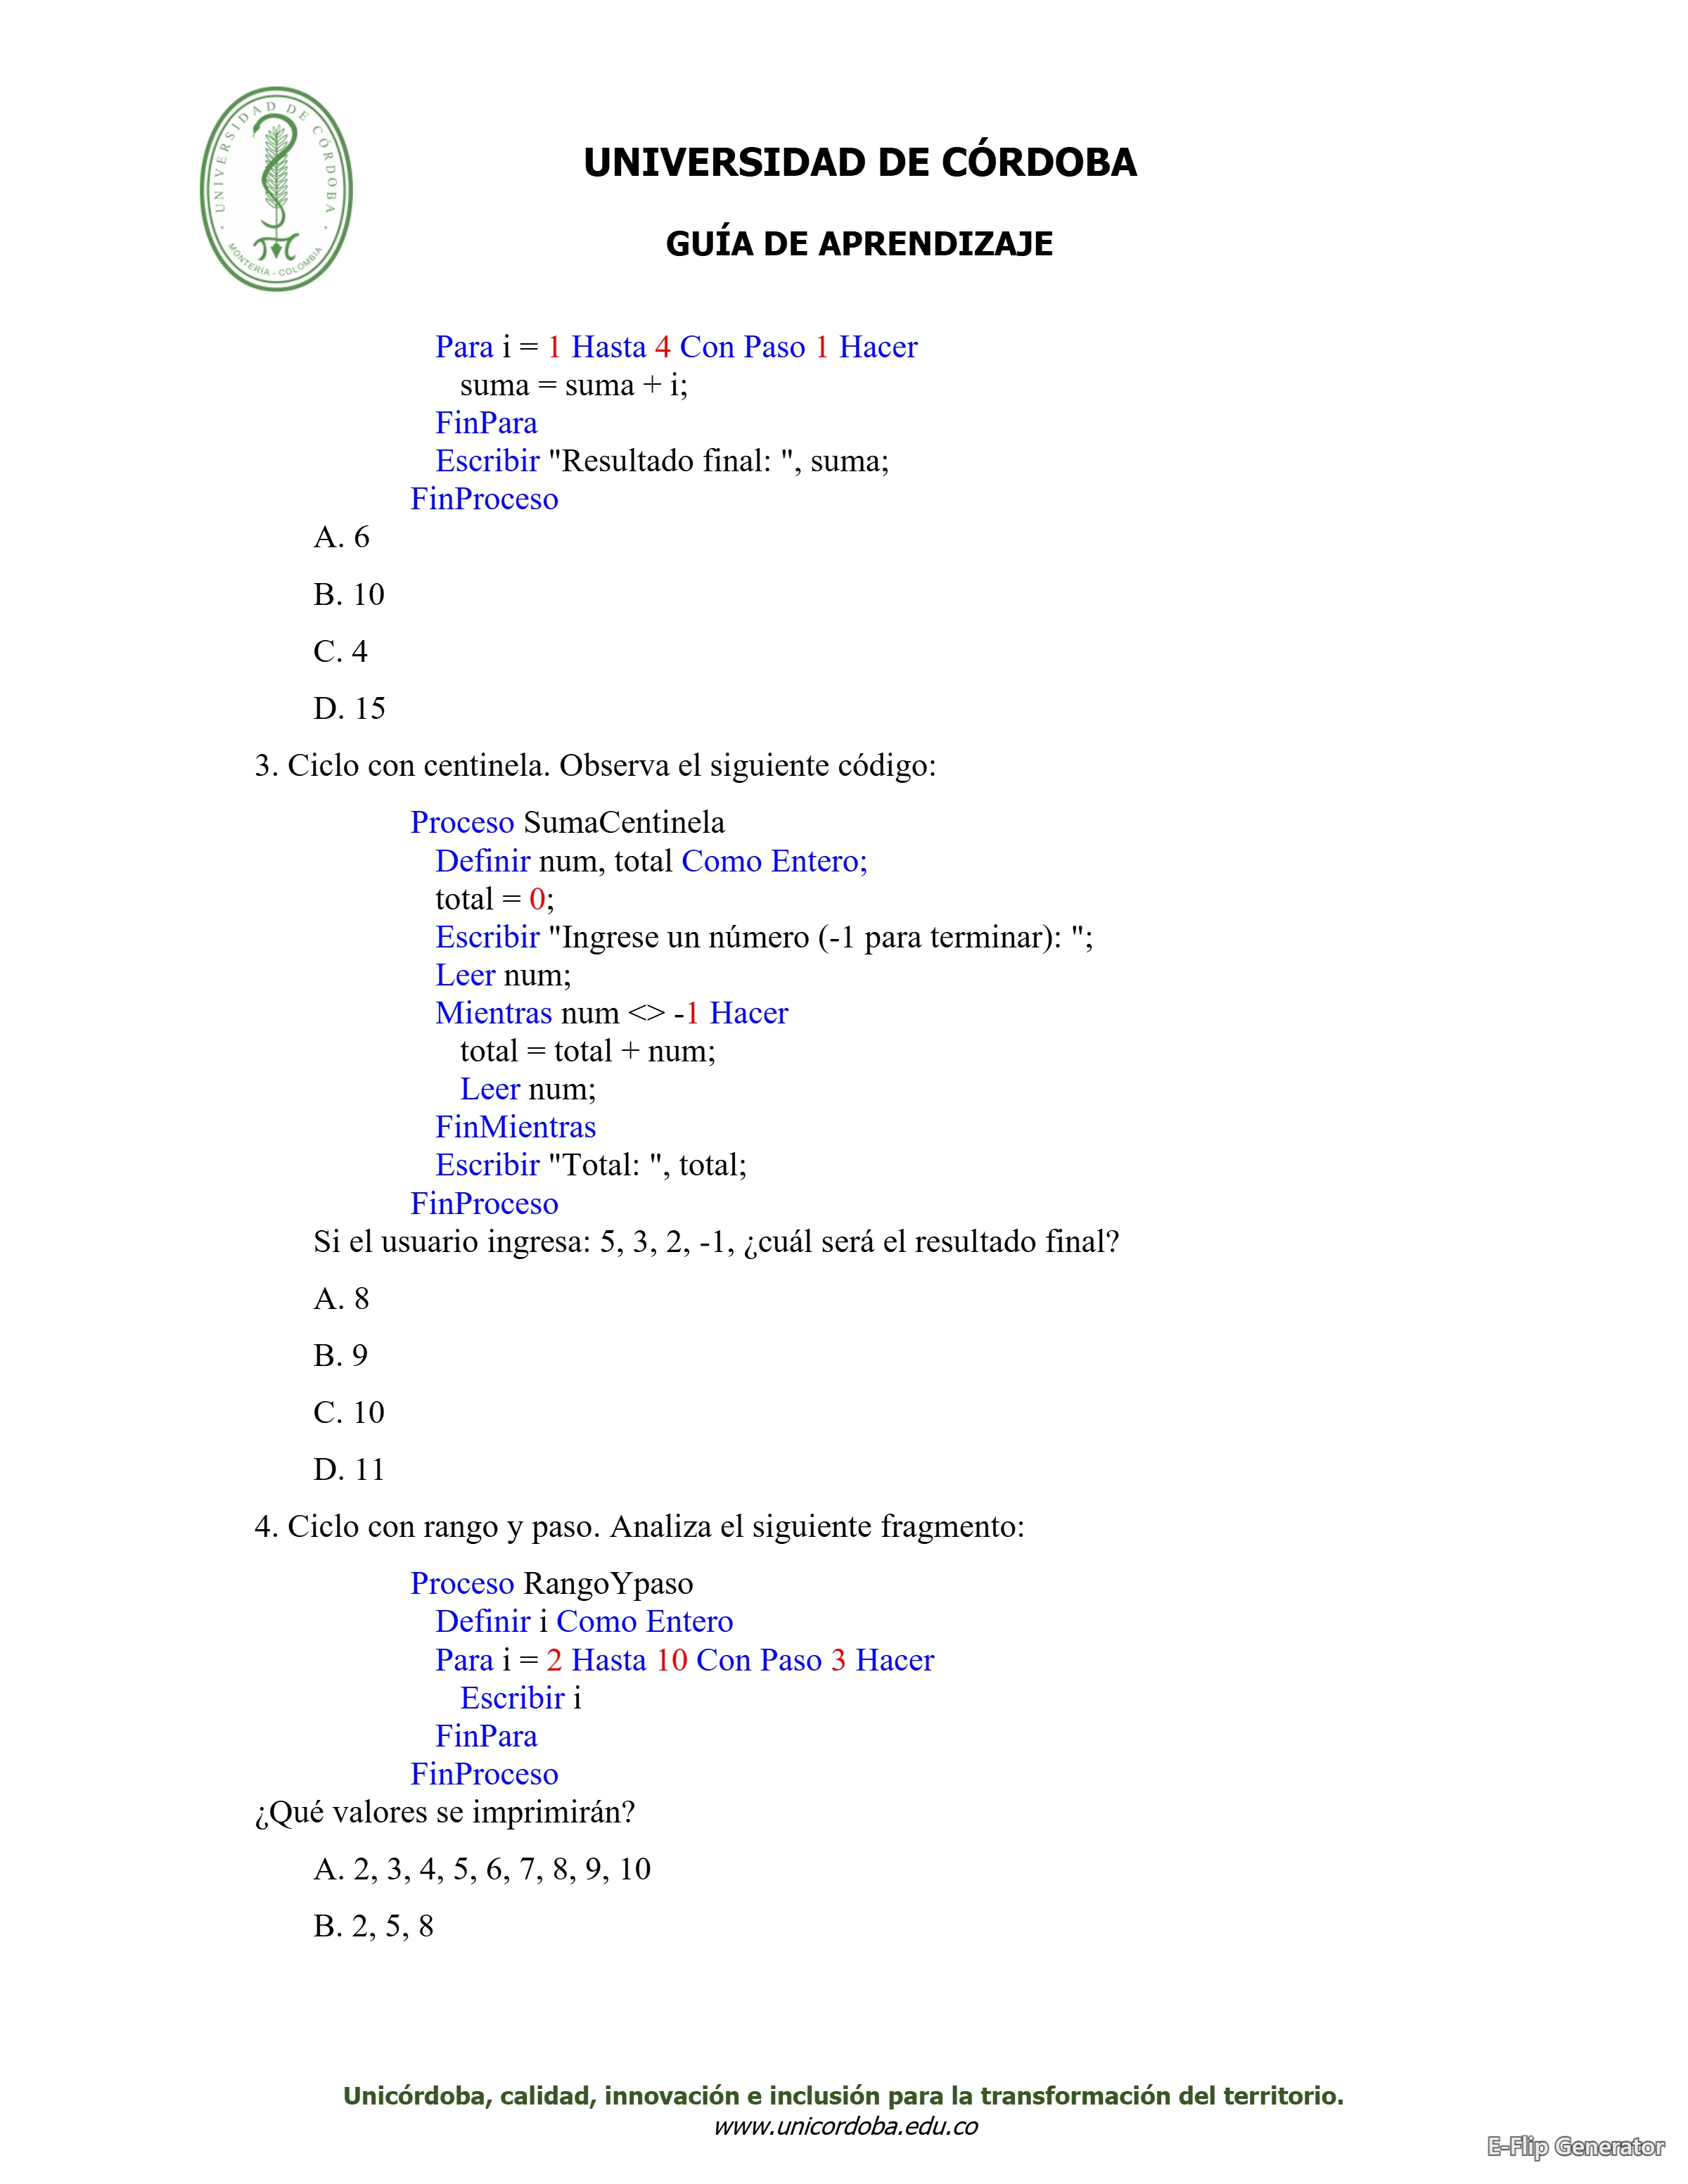 UNIVERSIDAD DE CÓRDOBA
MONTERÍA - COLOMBIA
UNIVERSIDAD DE CÓRDOBA
GUÍA DE APRENDIZAJE
Para i = 1 Hasta 4 Con Paso 1 Hacer
suma = suma + i;
FinPara
Escribir "Resultado final: ", suma;
FinProceso
A. 6
B. 10
C. 4
D. 15
3. Ciclo con centinela. Observa el siguiente código:
Proceso SumaCentinela
Definir num, total Como Entero;
total = 0;
Escribir "Ingrese un número (-1 para terminar): ";
Leer num;
Mientras num <> -1 Hacer
total = total + num;
Leer num;
FinMientras
Escribir "Total: ", total;
FinProceso
Si el usuario ingresa: 5, 3, 2, -1, ¿cuál será el resultado final?
A. 8
B. 9
C. 10
D. 11
4. Ciclo con rango y paso. Analiza el siguiente fragmento:
Proceso RangoYpaso
Definir i Como Entero
Para i = 2 Hasta 10 Con Paso 3 Hacer
Escribir i
FinPara
FinProceso
¿Qué valores se imprimirán?
A. 2, 3, 4, 5, 6, 7, 8, 9, 10
B. 2, 5, 8
Unicórdoba, calidad, innovación e inclusión para la transformación del territorio.
www.unicordoba.edu.co
E-Flip Generator